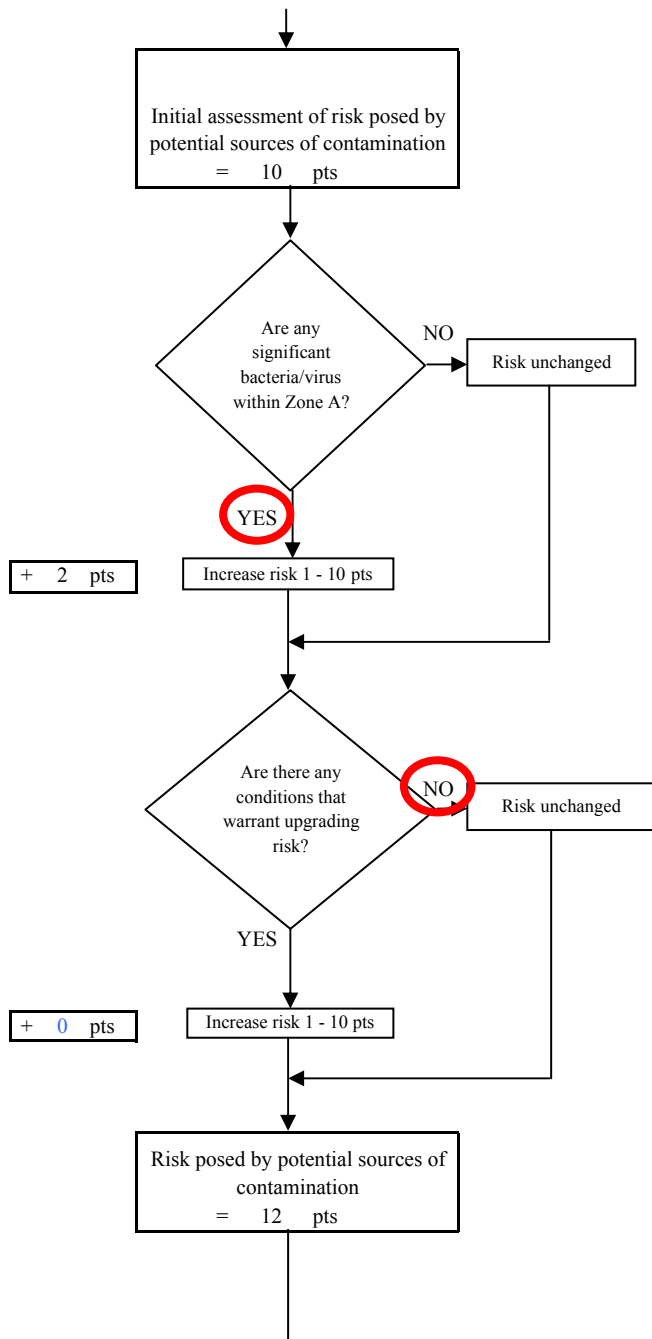 Initial assessment of risk posed by
potential sources of contamination
= 10 pts
Are any
significant
bacteria/virus
within Zone A?
NO
Risk unchanged
YES
+ 2 pts
Increase risk 1 - 10 pts
Are there any
conditions that
warrant upgrading
risk?
NO
Risk unchanged
YES
+ 0 pts
Increase risk 1 - 10 pts
Risk posed by potential sources of
contamination
= 12 pts